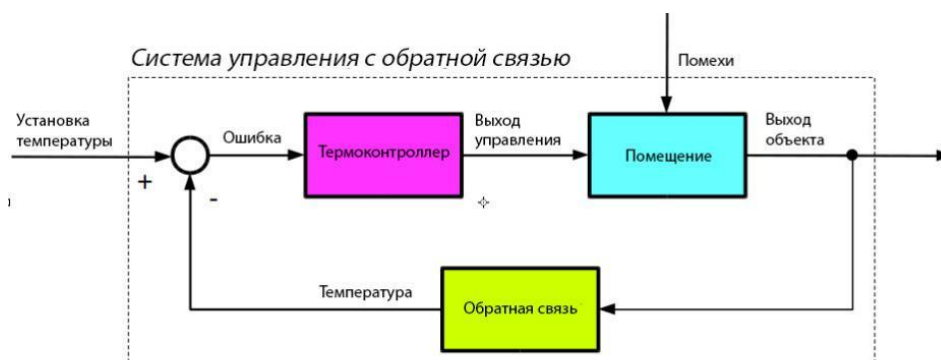 Система управления с обратной связью
Помехи
Установка
температуры
Ошибка
Термоконтроллер
Выход
управления
Помещение
Выход
объекта
+
-
Температура
Обратная связь